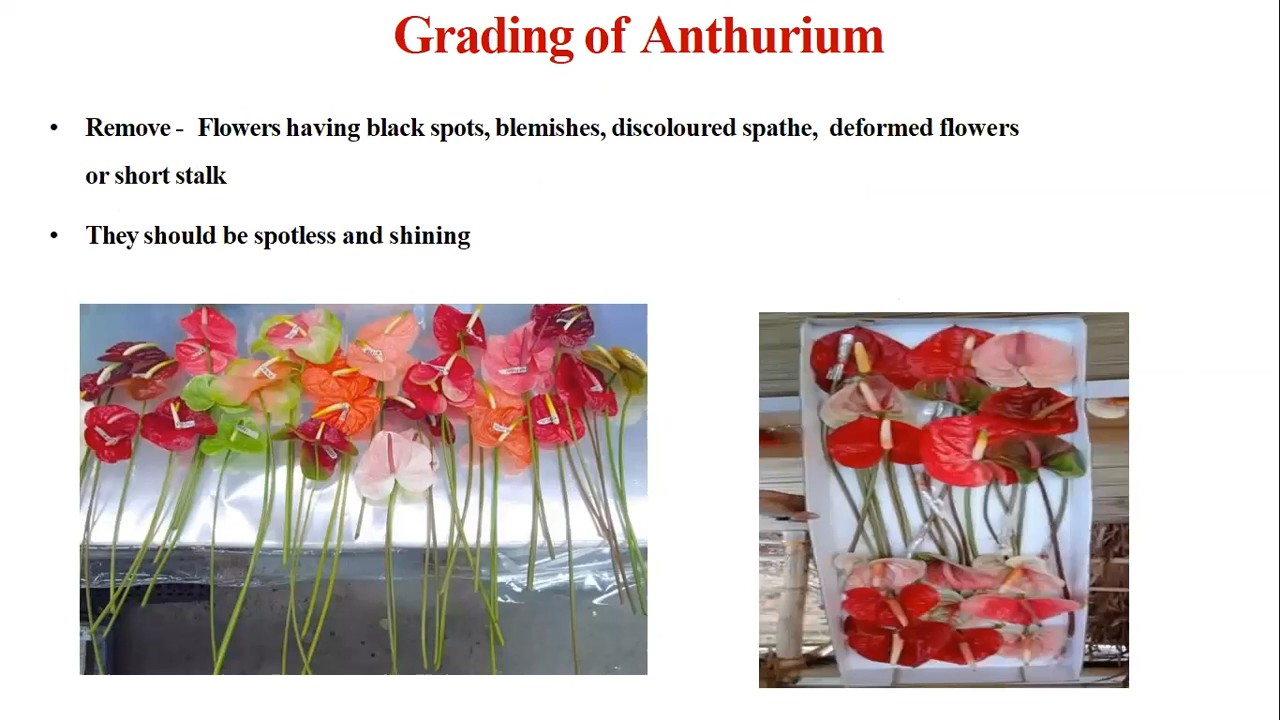 Grading of Anthurium
• Remove - Flowers having black spots, blemishes, discoloured spathe, deformed flowers
or short stalk
• They should be spotless and shining